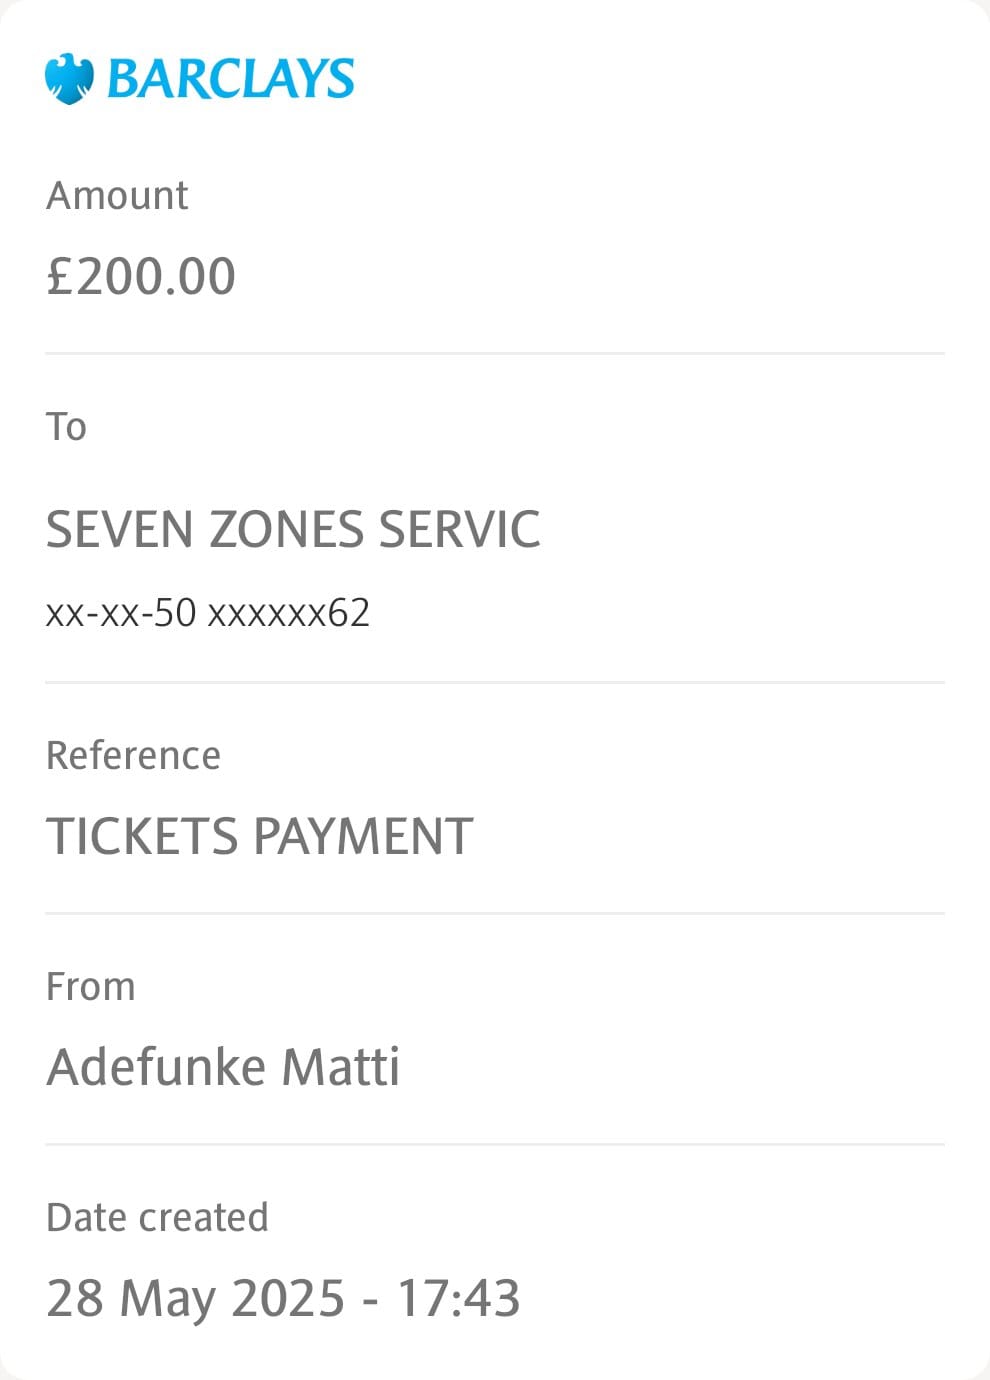 BARCLAYS
Amount
£200.00
To
SEVEN ZONES SERVIC
xx-xx-50 xxxxxx62
Reference
TICKETS PAYMENT
From
Adefunke Matti
Date created
28 May 2025 - 17:43